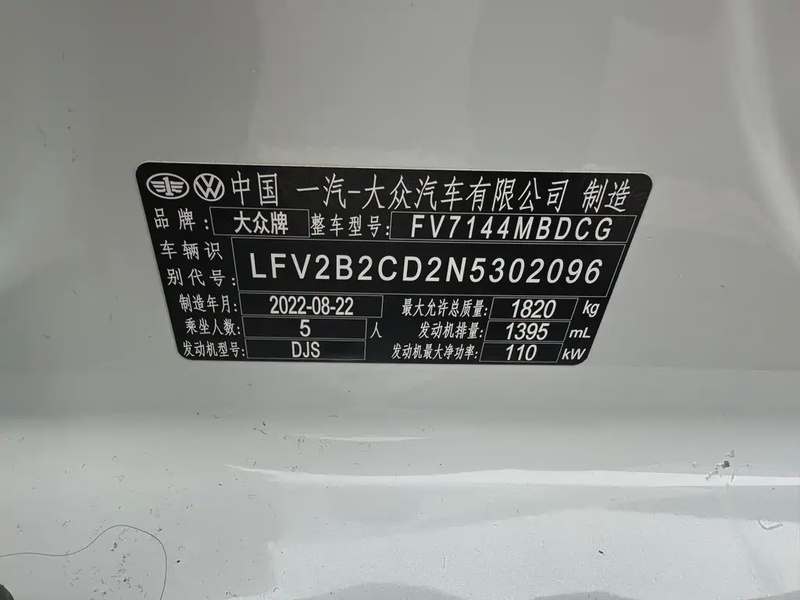 中国 一汽-大众汽车有限公司 制造
品牌: 大众牌 整车型号: FV7144MBDCG
车辆识
别代号: LFV2B2CD2N5302096
制造年月: 2022-08-22 最大允许总质量: 1820 kg
乘坐人数: 5 人 发动机排量: 1395 mL
发动机型号: DJS 发动机最大净功率: 110 kW